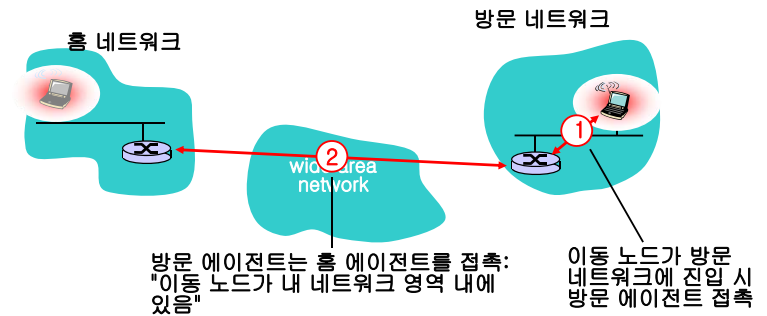 방문 네트워크
홈 네트워크
1
2
wide area
network
방문 에이전트는 홈 에이전트를 접촉:
"이동 노드가 내 네트워크 영역 내에
있음"
이동 노드가 방문
네트워크에 진입 시
방문 에이전트 접촉